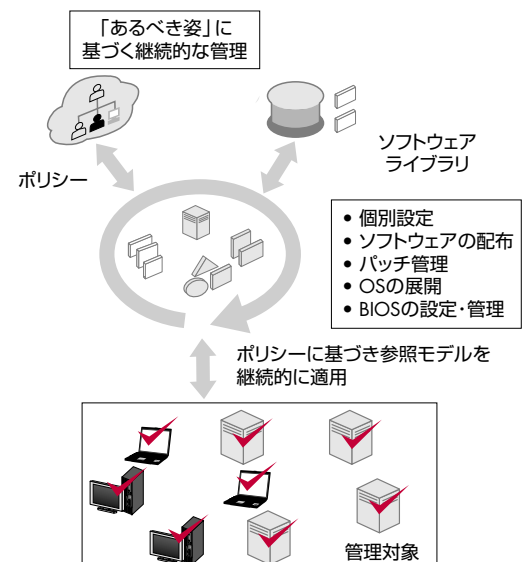 「あるべき姿」に
基づく継続的な管理
ソフトウェア
ライブラリ
ポリシー
• 個別設定
• ソフトウェアの配布
• パッチ管理
• OSの展開
• BIOSの設定・管理
ポリシーに基づき参照モデルを
継続的に適用
管理対象